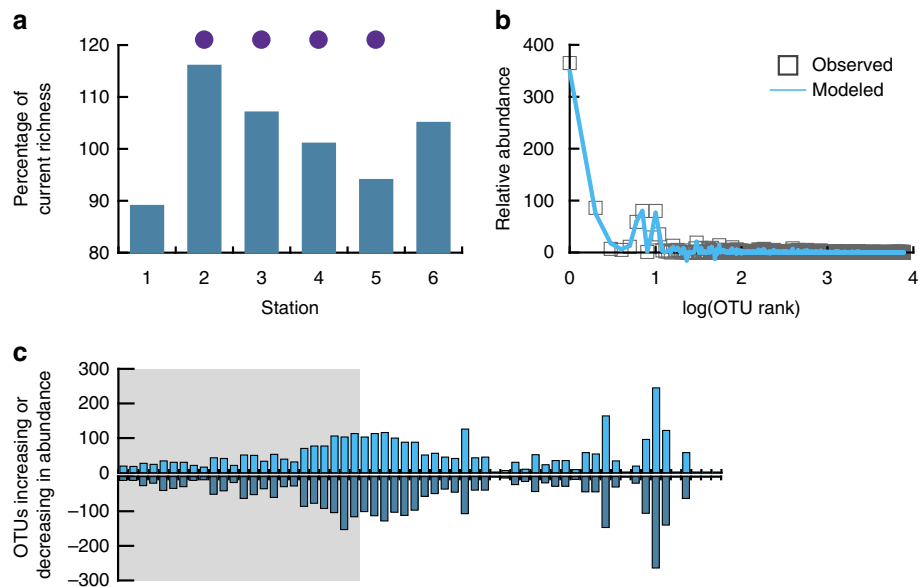 a
120
110
100
90
80
Percentage of
current richness
1 2 3 4 5 6
Station
b
400
300
200
100
0
Relative abundance
Observed
Modeled
0 1 2 3 4
log(OTU rank)
c
300
200
100
0
−100
−200
−300
OTUs increasing or
decreasing in abundance